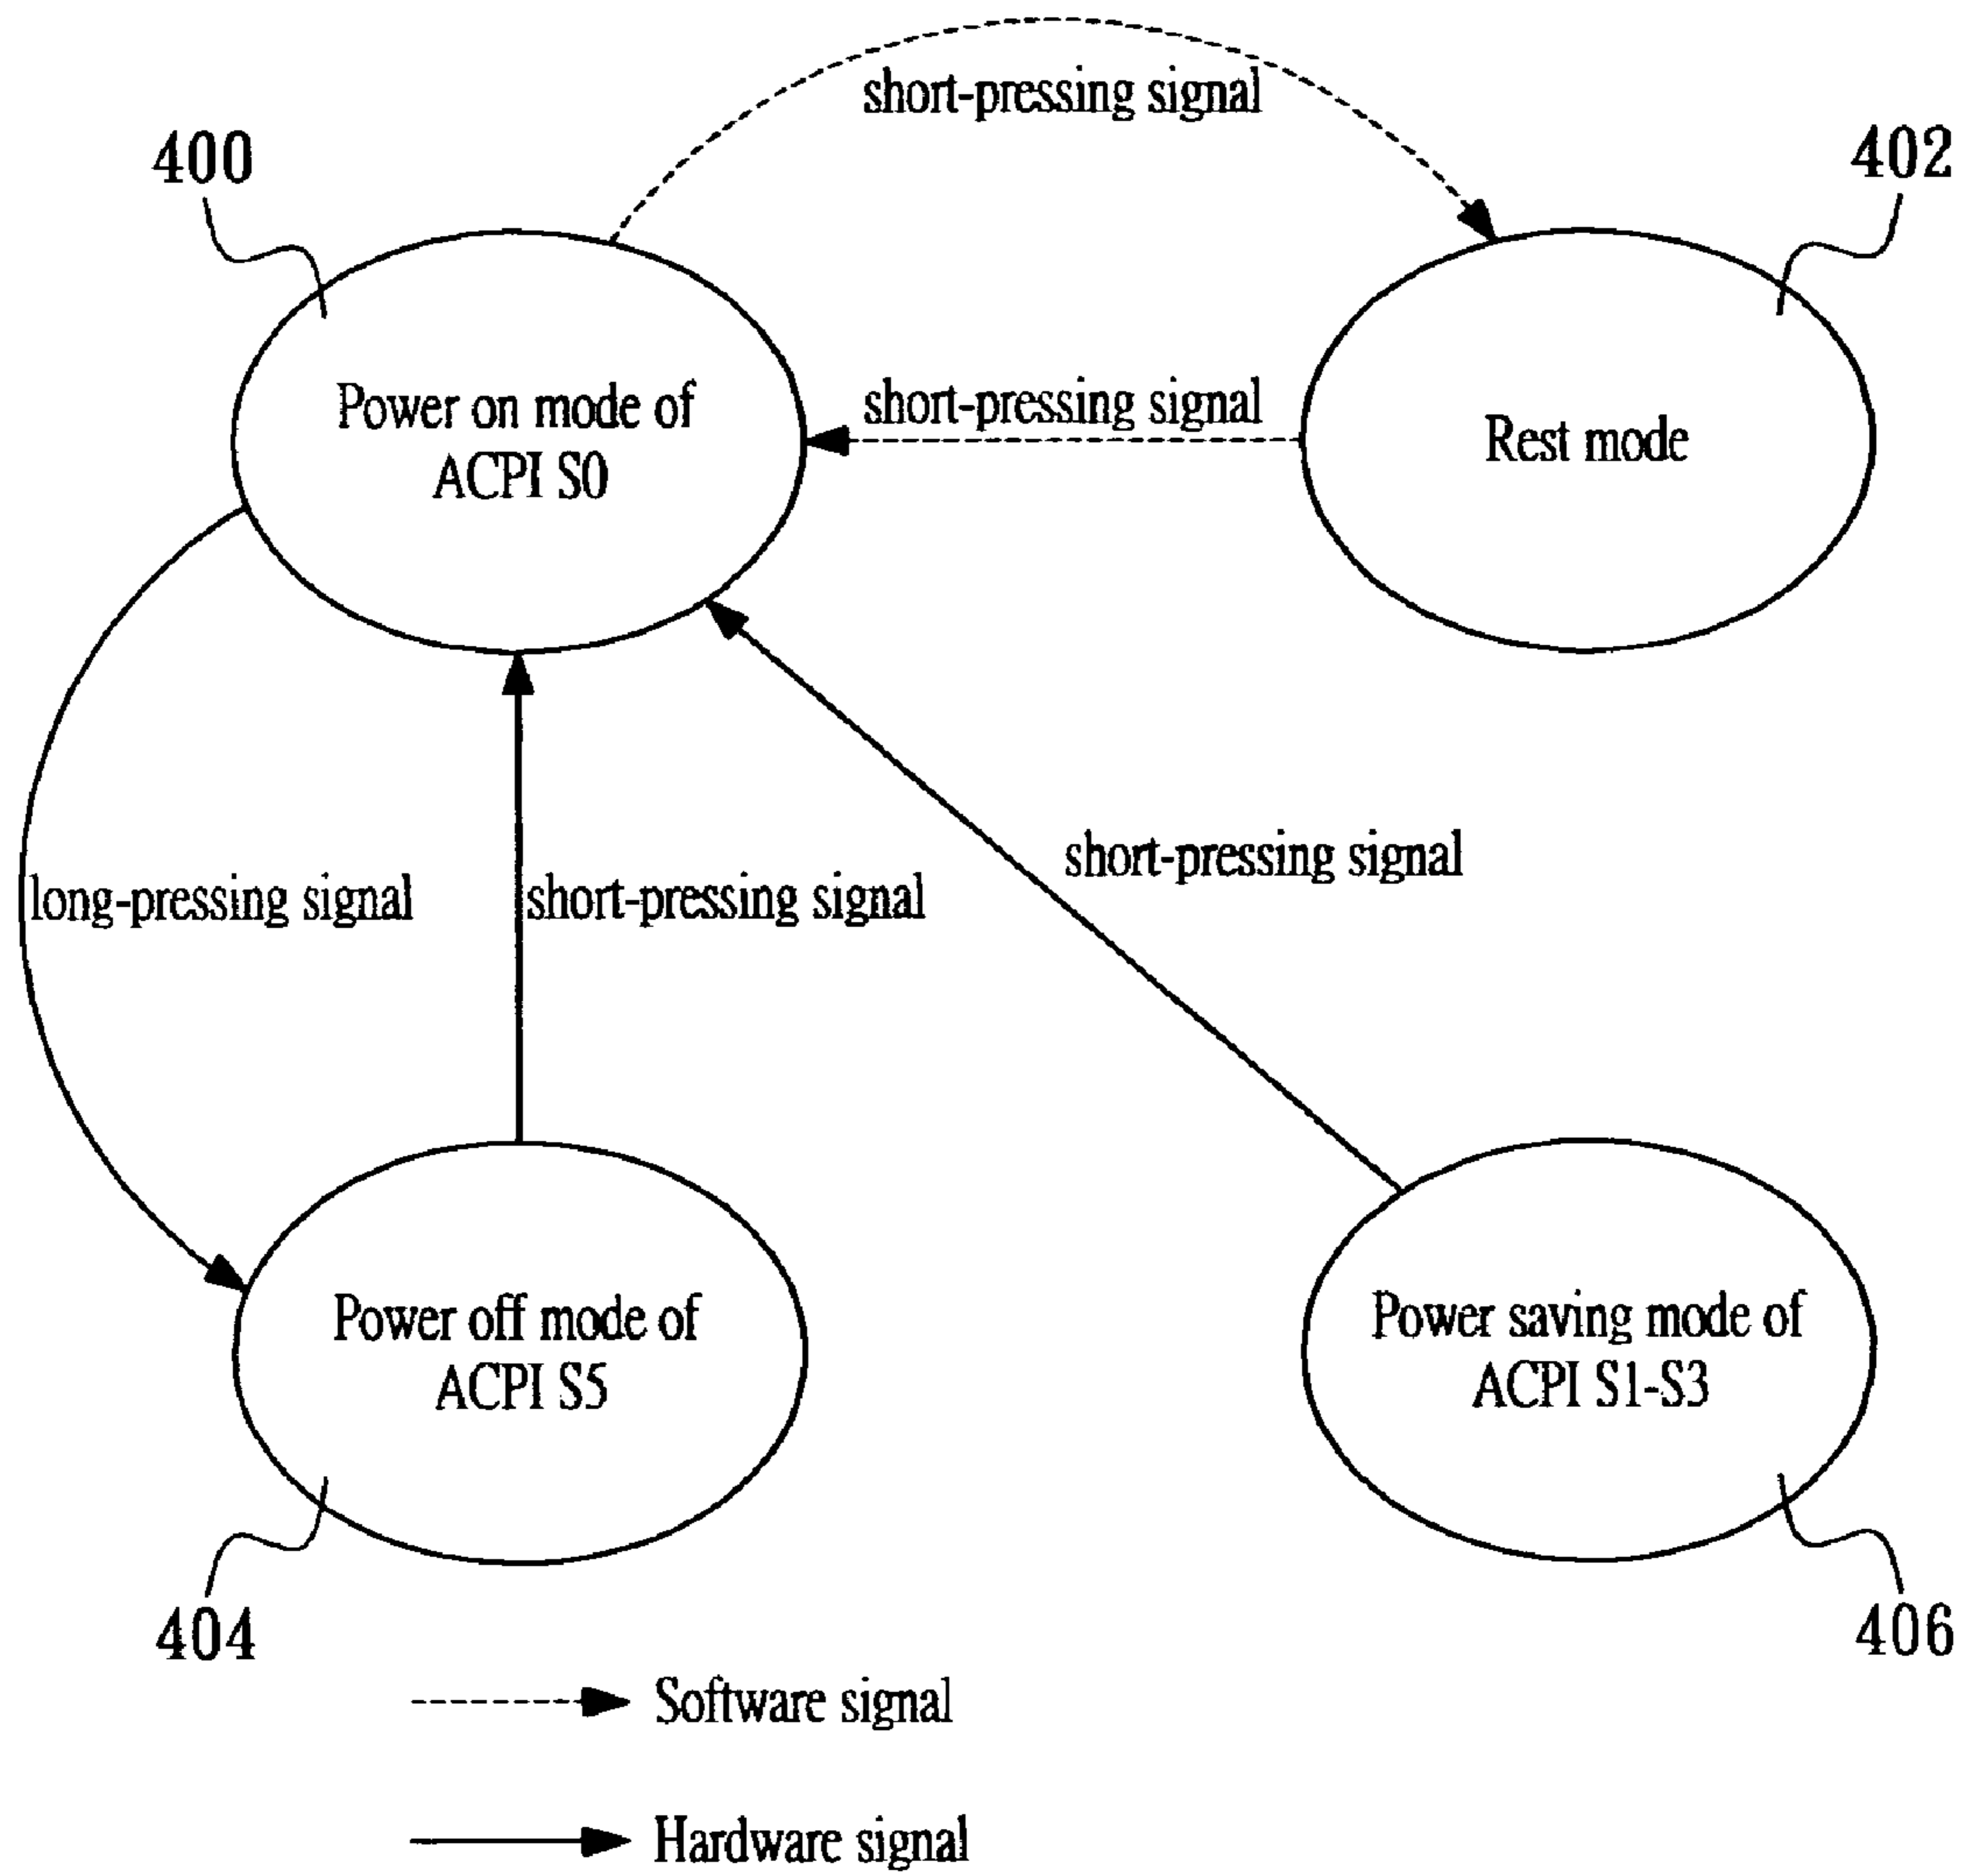 short-pressing signal
400
402
Power on mode of
ACPI S0
short-pressing signal
Rest mode
short-pressing signal
long-pressing signal
short-pressing signal
Power off mode of
ACPI S5
Power saving mode of
ACPI S1-S3
404
406
Software signal
Hardware signal